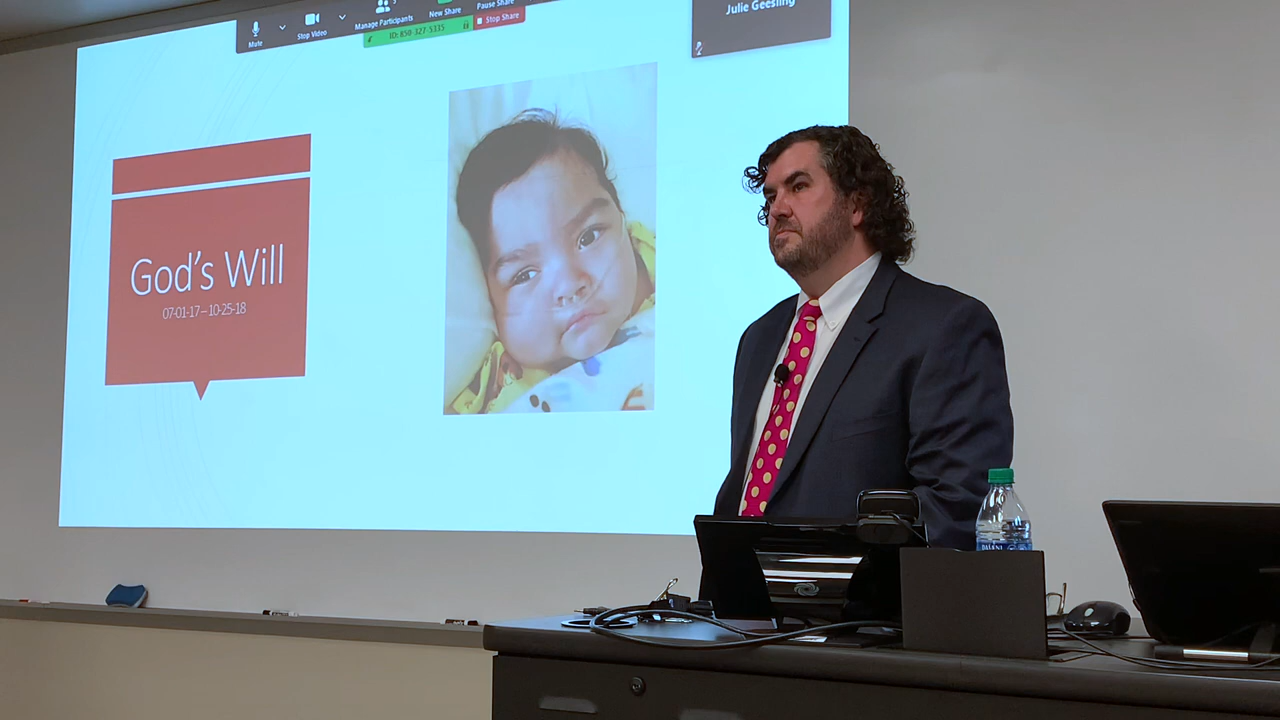 Mute
Stop Video
Manage Participants
3
New Share
Pause Share
ID: 858-327-5335
Stop Share
Julie Geesling
God's Will
07-01-17 – 10-25-18